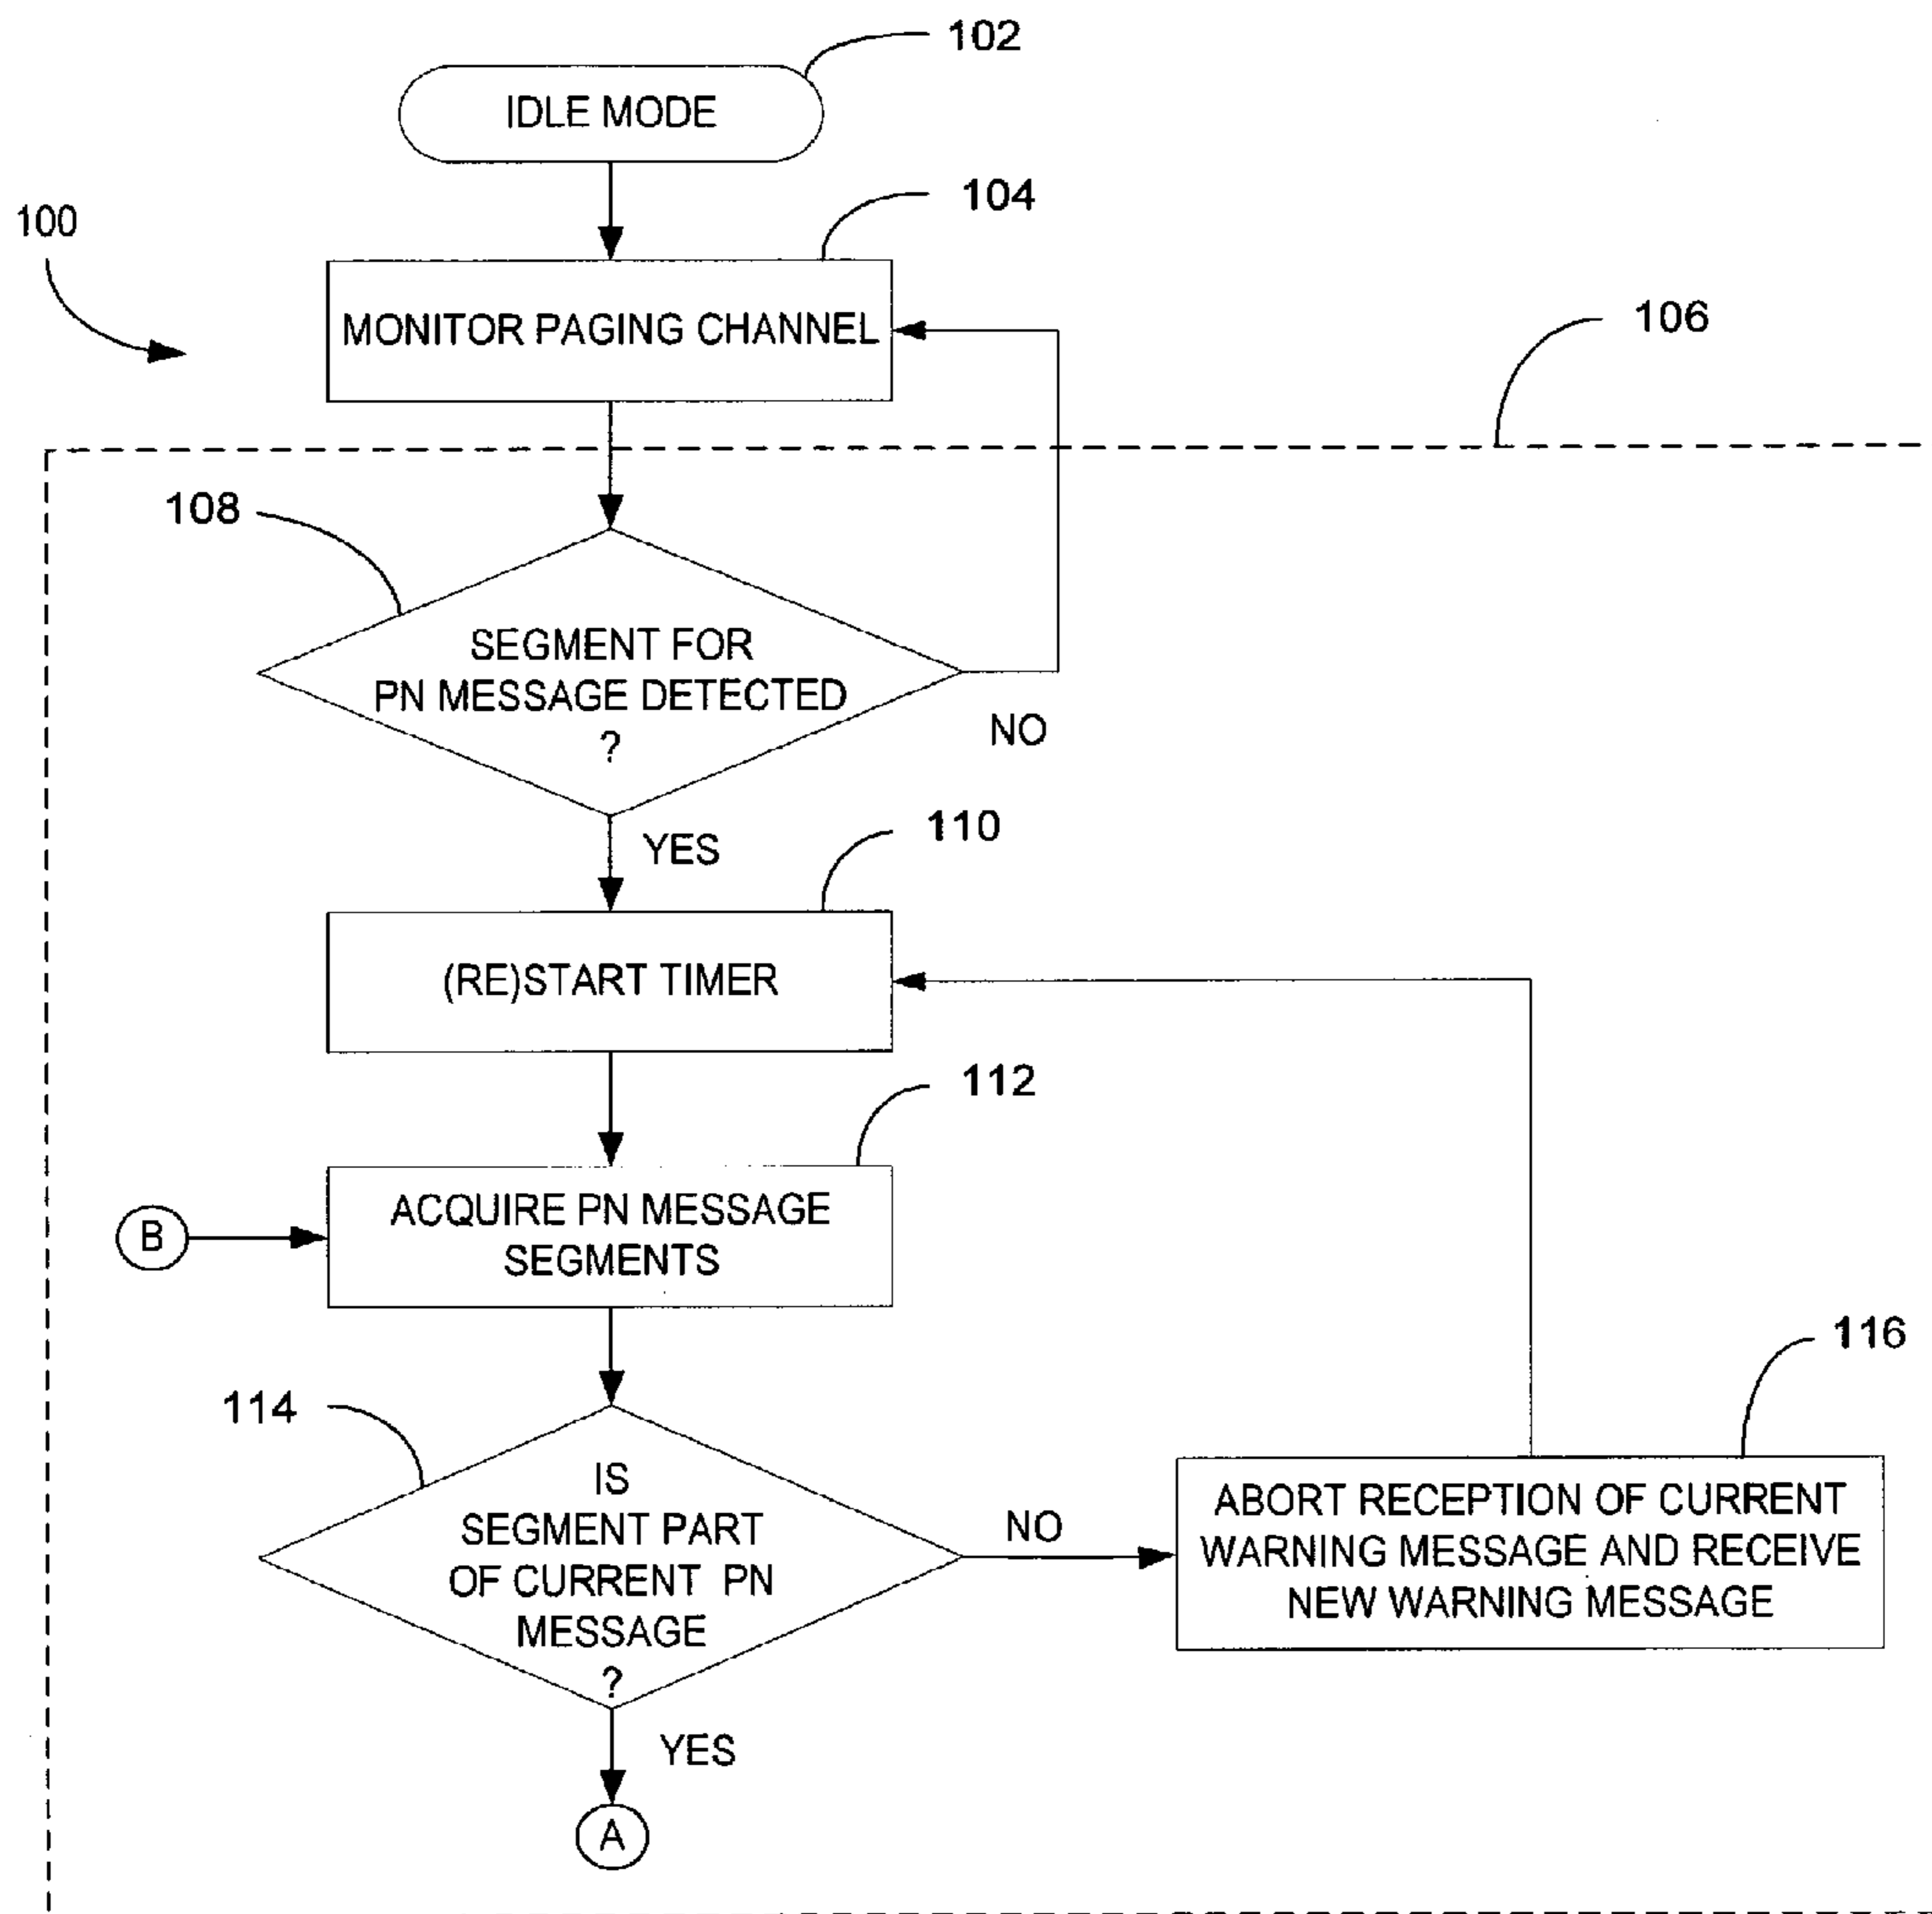 102
IDLE MODE
104
100
MONITOR PAGING CHANNEL
106
108
SEGMENT FOR
PN MESSAGE DETECTED
?
NO
YES
110
(RE)START TIMER
112
B
ACQUIRE PN MESSAGE
SEGMENTS
114
IS
SEGMENT PART
OF CURRENT PN
MESSAGE
?
NO
116
ABORT RECEPTION OF CURRENT
WARNING MESSAGE AND RECEIVE
NEW WARNING MESSAGE
YES
A